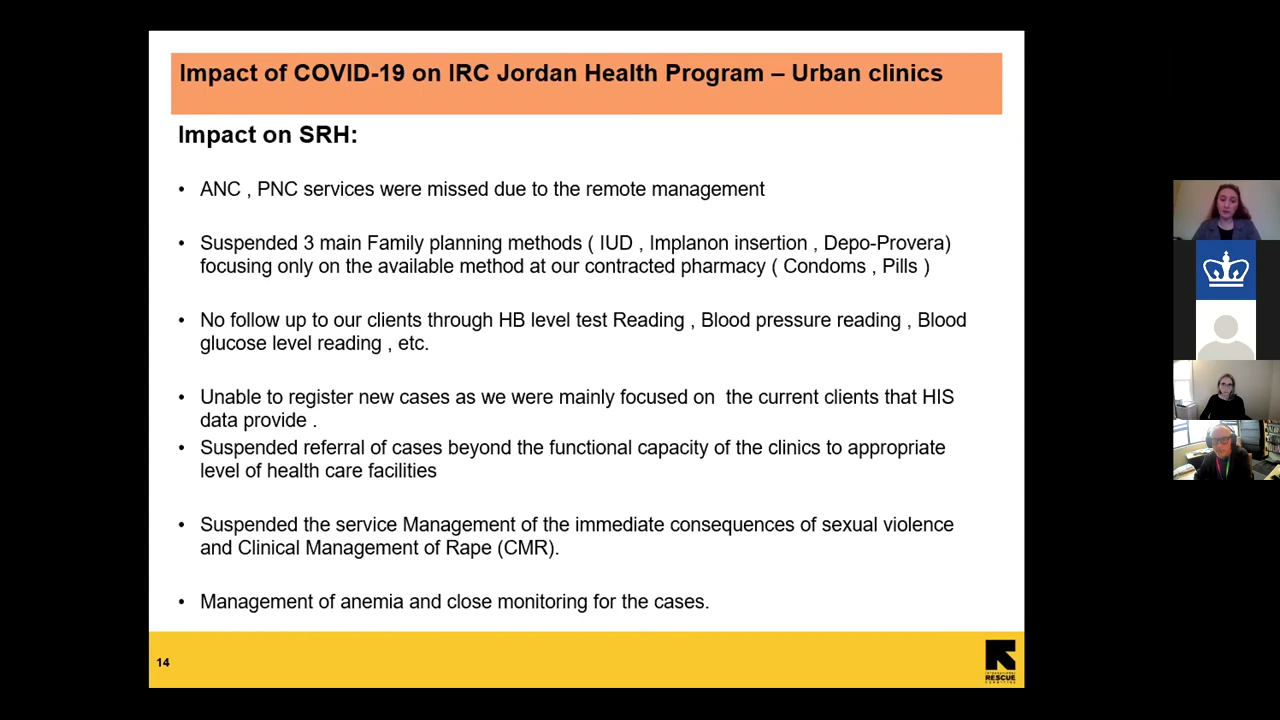 Impact of COVID-19 on IRC Jordan Health Program – Urban clinics
Impact on SRH:
• ANC , PNC services were missed due to the remote management
• Suspended 3 main Family planning methods ( IUD , Implanon insertion , Depo-Provera)
focusing only on the available method at our contracted pharmacy ( Condoms , Pills )
• No follow up to our clients through HB level test Reading , Blood pressure reading , Blood
glucose level reading , etc.
• Unable to register new cases as we were mainly focused on  the current clients that HIS
data provide .
• Suspended referral of cases beyond the functional capacity of the clinics to appropriate
level of health care facilities
• Suspended the service Management of the immediate consequences of sexual violence
and Clinical Management of Rape (CMR).
• Management of anemia and close monitoring for the cases.
14
INTERNATIONAL
RESCUE
COMMITTEE